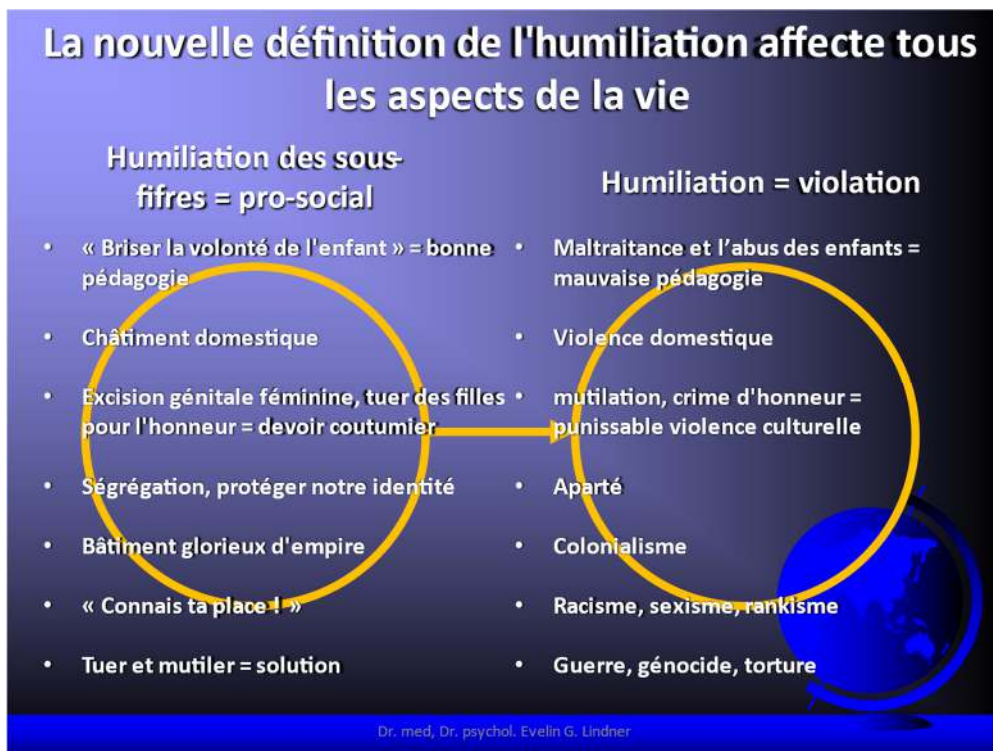 La nouvelle définition de l'humiliation affecte tous
les aspects de la vie
Humiliation des sous-
fifres = pro-social
• « Briser la volonté de l'enfant » = bonne
pédagogie
• Châtiment domestique
• Excision génitale féminine, tuer des filles
pour l'honneur = devoir coutumier
• Ségrégation, protéger notre identité
• Bâtiment glorieux d'empire
• « Connais ta place ! »
• Tuer et mutiler = solution
Humiliation = violation
• Maltraitance et l’abus des enfants =
mauvaise pédagogie
• Violence domestique
• mutilation, crime d'honneur =
punissable violence culturelle
• Aparté
• Colonialisme
• Racisme, sexisme, rankisme
• Guerre, génocide, torture
Dr. med, Dr. psychol. Evelin G. Lindner